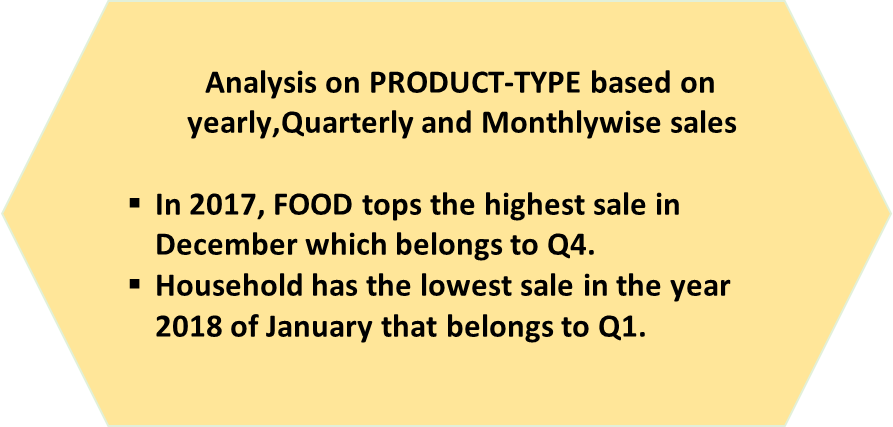 Analysis on PRODUCT-TYPE based on
yearly,Quarterly and Monthlywise sales
▪ In 2017, FOOD tops the highest sale in
December which belongs to Q4.
▪ Household has the lowest sale in the year
2018 of January that belongs to Q1.